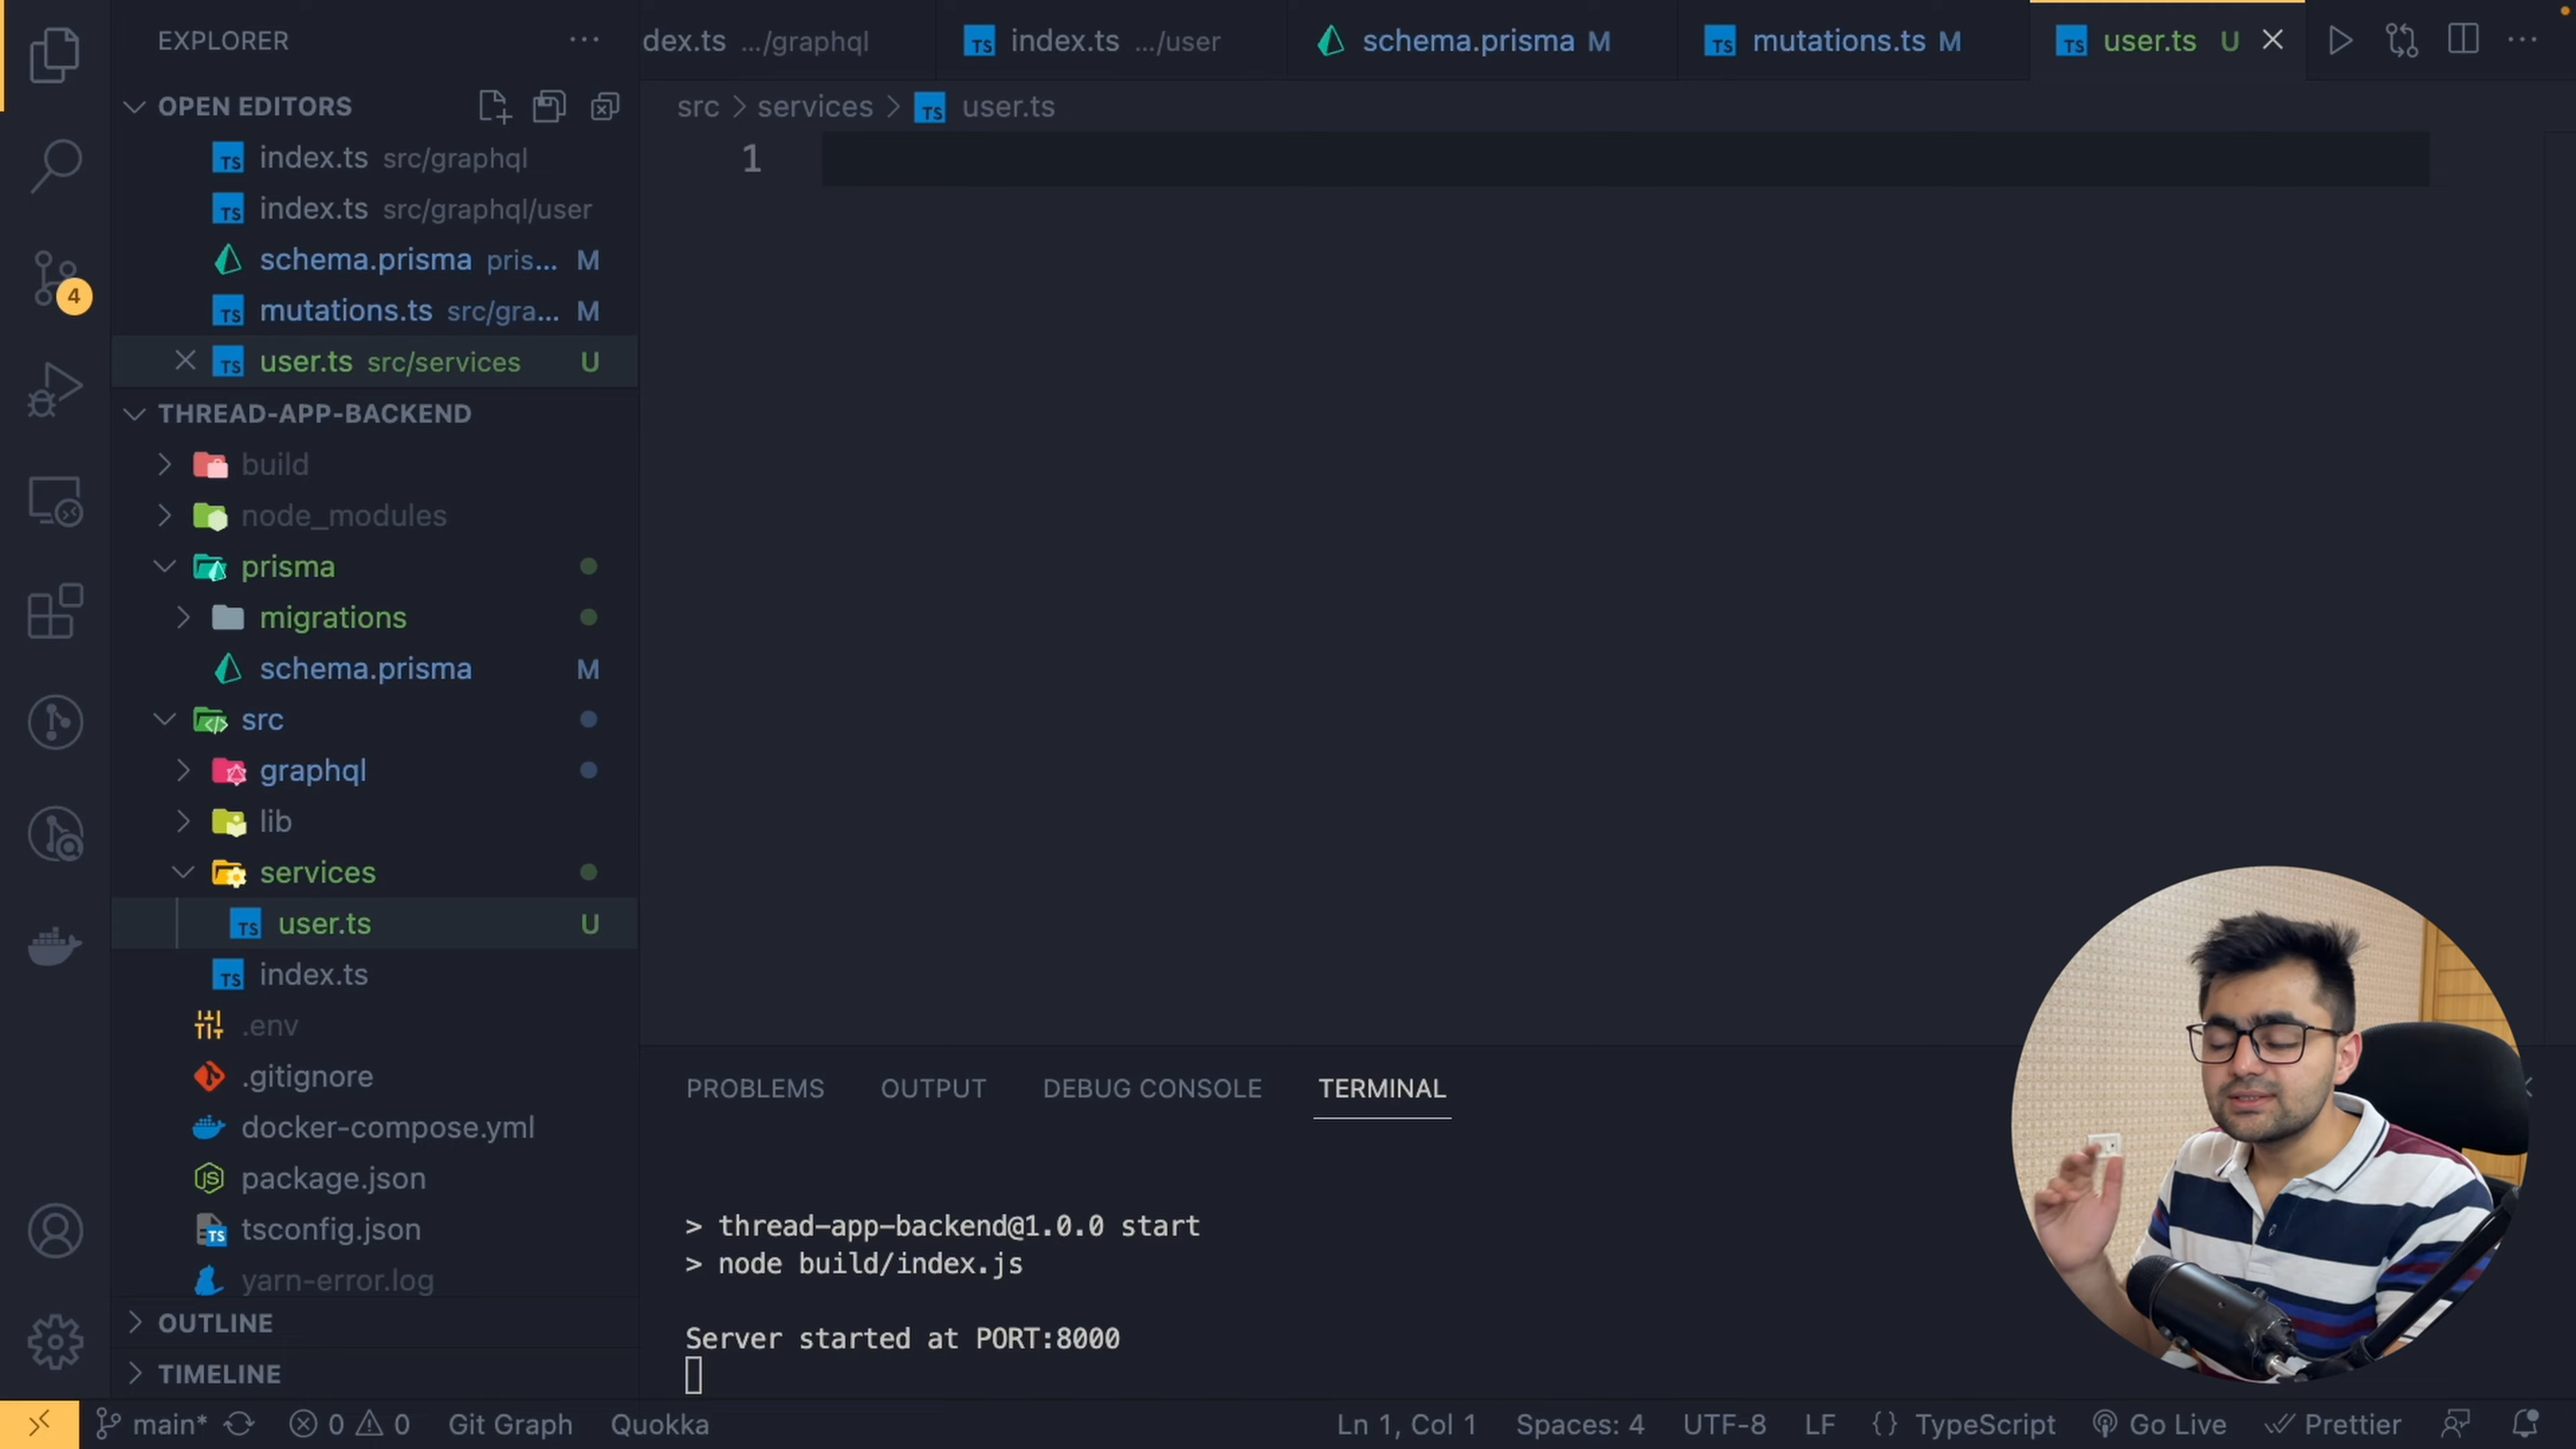 EXPLORER
OPEN EDITORS
index.ts src/graphql
index.ts src/graphql/user
schema.prisma pris... M
mutations.ts src/gra... M
user.ts src/services U
THREAD-APP-BACKEND
build
node_modules
prisma
migrations
schema.prisma M
src
graphql
lib
services
user.ts U
index.ts
.env
.gitignore
docker-compose.yml
package.json
tsconfig.json
yarn-error.log
OUTLINE
TIMELINE
4
dex.ts .../graphql
index.ts .../user
schema.prisma M
mutations.ts M
user.ts U
src > services > user.ts
1
PROBLEMS OUTPUT DEBUG CONSOLE TERMINAL
> thread-app-backend@1.0.0 start
> node build/index.js
Server started at PORT:8000
main* 0 0 Git Graph Quokka Ln 1, Col 1 Spaces: 4 UTF-8 LF {} TypeScript Go Live Prettier